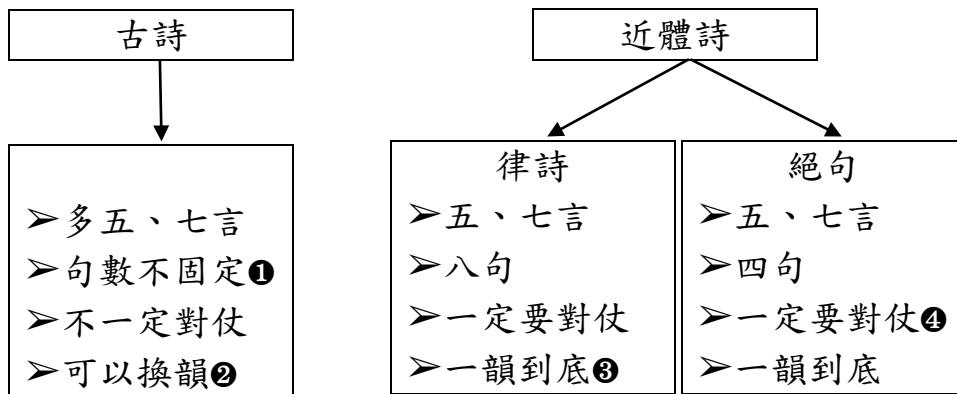 古詩
➢多五、七言
➢句數不固定❶
➢不一定對仗
➢可以換韻❷
近體詩
律詩
➢五、七言
➢八句
➢一定要對仗
➢一韻到底❸
絕句
➢五、七言
➢四句
➢一定要對仗❹
➢一韻到底